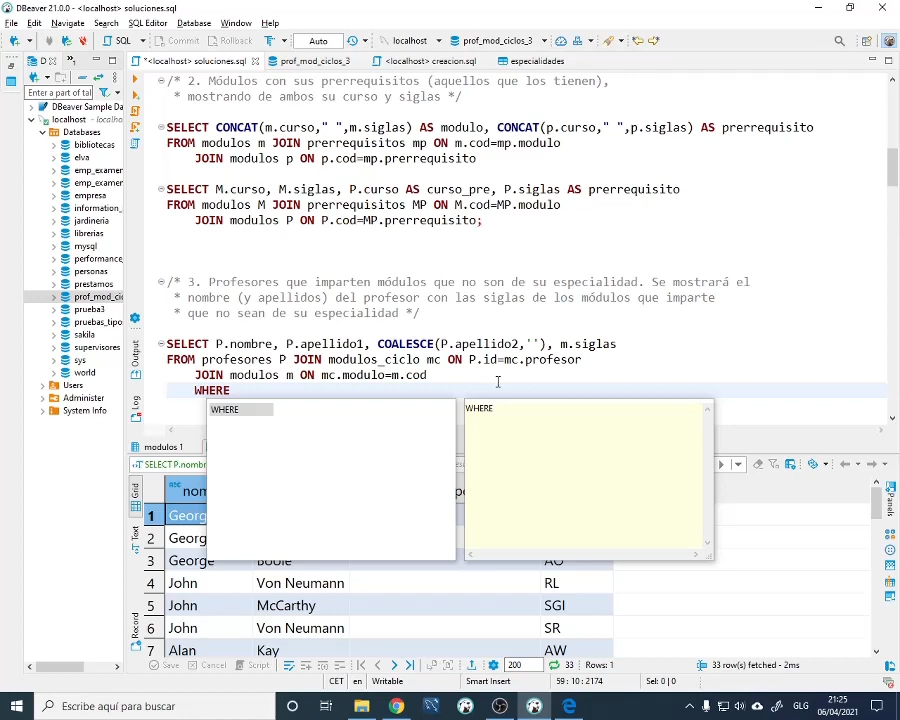 DBeaver 21.0.0 - <localhost> soluciones.sql
File Edit Navigate Search SQL Editor Database Window Help
SQL Commit Rollback T Auto localhost prof_mod_ciclos_3
D *<localhost> soluciones.sql prof_mod_ciclos_3 <localhost> creacion.sql especialidades
Enter a part of tabl
DBeaver Sample Da
localhost - localho
Databases
bibliotecas
elva
emp_examen
emp_examen
empresa
information_
jardineria
librerias
mysql
performance_
personas
prestamos
prof_mod_cic
prueba3
pruebas_tipo
sakila
supervisores
sys
world
Users
Administer
System Info
/* 2. Módulos con sus prerrequisitos (aquellos que los tienen),
* mostrando de ambos su curso y siglas */
SELECT CONCAT(m.curso," ",m.siglas) AS modulo, CONCAT(p.curso," ",p.siglas) AS prerrequisito
FROM modulos m JOIN prerrequisitos mp ON m.cod=mp.modulo
JOIN modulos p ON p.cod=mp.prerrequisito
SELECT M.curso, M.siglas, P.curso AS curso_pre, P.siglas AS prerrequisito
FROM modulos M JOIN prerrequisitos MP ON M.cod=MP.modulo
JOIN modulos P ON P.cod=MP.prerrequisito;
/* 3. Profesores que imparten módulos que no son de su especialidad. Se mostrará el
* nombre (y apellidos) del profesor con las siglas de los módulos que imparte
* que no sean de su especialidad */
SELECT P.nombre, P.apellido1, COALESCE(P.apellido2,''), m.siglas
FROM profesores P JOIN modulos_ciclo mc ON P.id=mc.profesor
JOIN modulos m ON mc.modulo=m.cod
WHERE
WHERE
WHERE
Output
Log
modulos 1
SELECT P.nombr
Grid
Text
Record
Panels
nom
1 Georg
2 Georg
3 George Boole AO
4 John Von Neumann RL
5 John McCarthy SGI
6 John Von Neumann SR
7 Alan Kay AW
Save Cancel Script 200 33 Rows: 1 33 row(s) fetched - 2ms
CET en Writable Smart Insert 59 : 10 : 2174 Sel: 0 | 0
Escribe aquí para buscar
GLG
21:25
06/04/2021